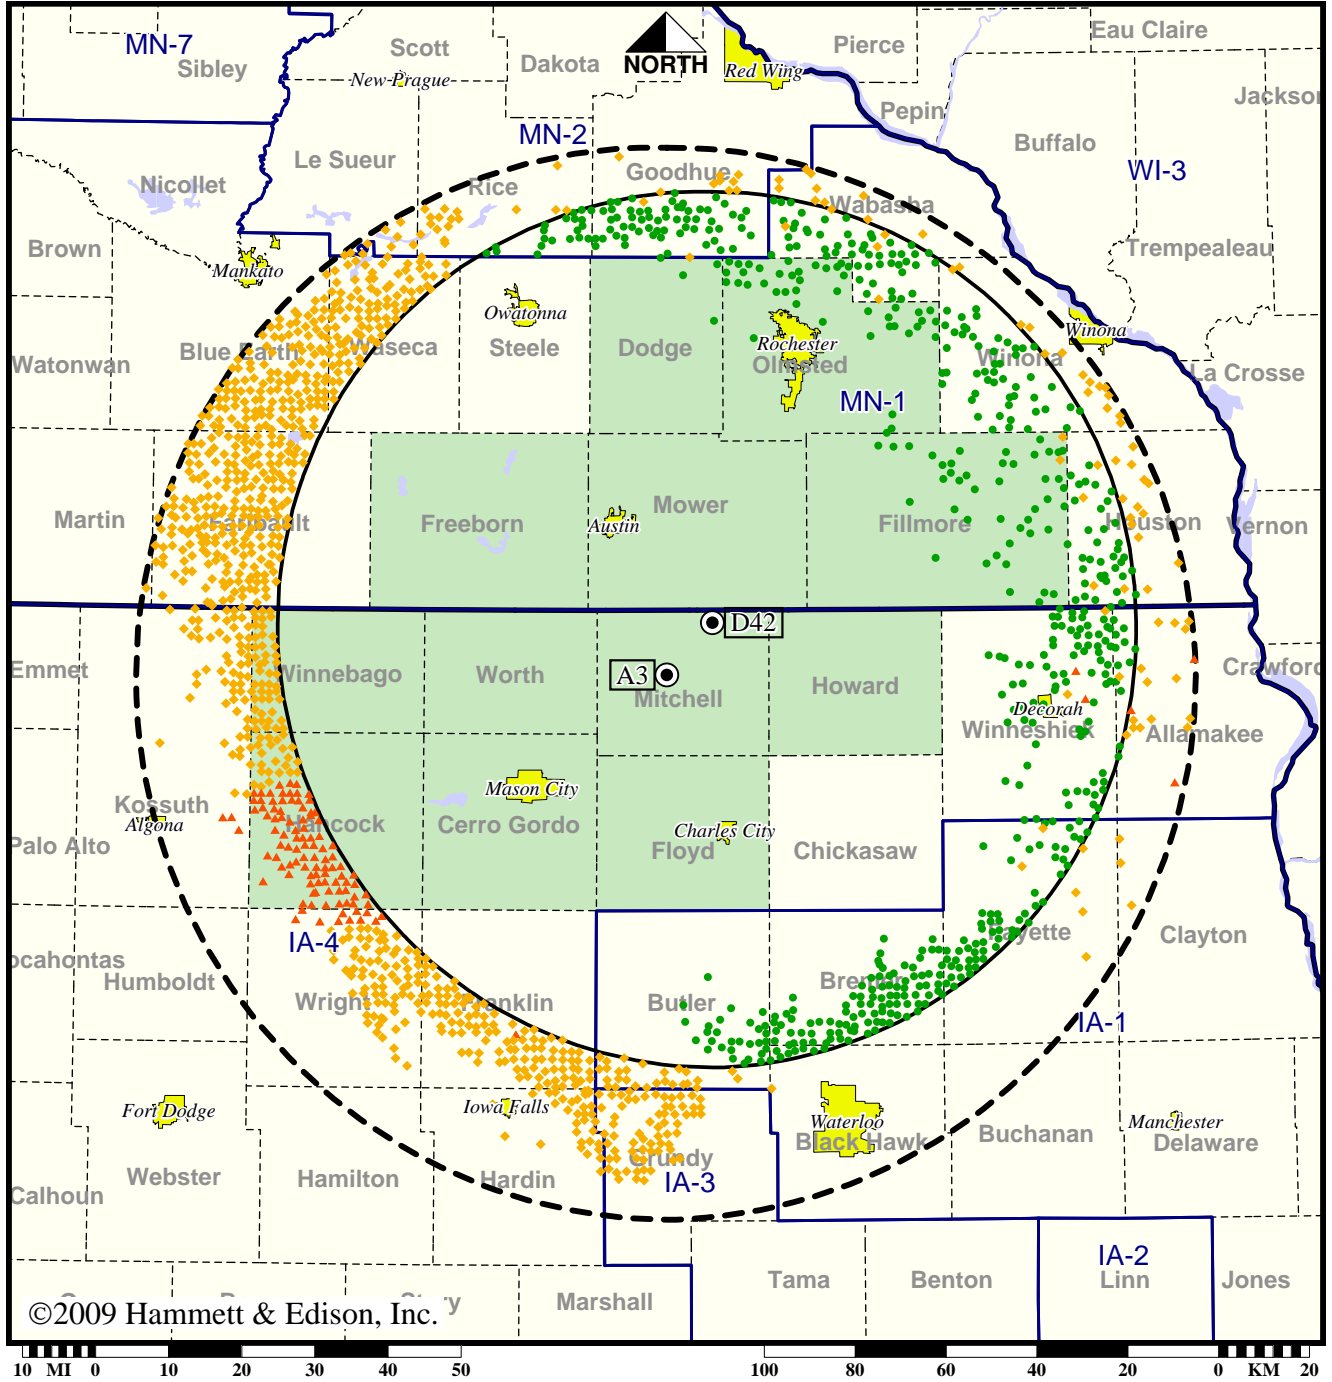 MN-7
Sibley
Scott
New Prague
Dakota
NORTH
Red Wing
Pierce
Eau Claire
Pepin
Jackson
Buffalo
MN-2
Le Sueur
Nicollet
Rice
Goodhue
WI-3
Wabasha
Brown
Trempealeau
Mankato
Owatonna
Winona
Rochester
Watonwan
Blue Earth
Waseca
Steele
Dodge
Olmsted
Winona
La Crosse
MN-1
Martin
Faribault
Freeborn
Austin
Mower
Fillmore
Houston
Vernon
D42
A3
Emmet
Winnebago
Worth
Mitchell
Howard
Crawford
Decorah
Winneshiek
Allamakee
Kossuth
Algona
Mason City
Hancock
Cerro Gordo
Charles City
Floyd
Chickasaw
Palo Alto
IA-4
Fayette
Clayton
ocahontas
Humboldt
Wright
Franklin
Butler
Bremer
IA-1
Fort Dodge
Iowa Falls
Waterloo
Black Hawk
Buchanan
Manchester
Delaware
Calhoun
Webster
Hamilton
Hardin
Grundy
IA-3
IA-2
Tama
Benton
Linn
Jones
Marshall
©2009 Hammett & Edison, Inc.
10 MI 0 10 20 30 40 50
100 80 60 40 20 0 KM 20